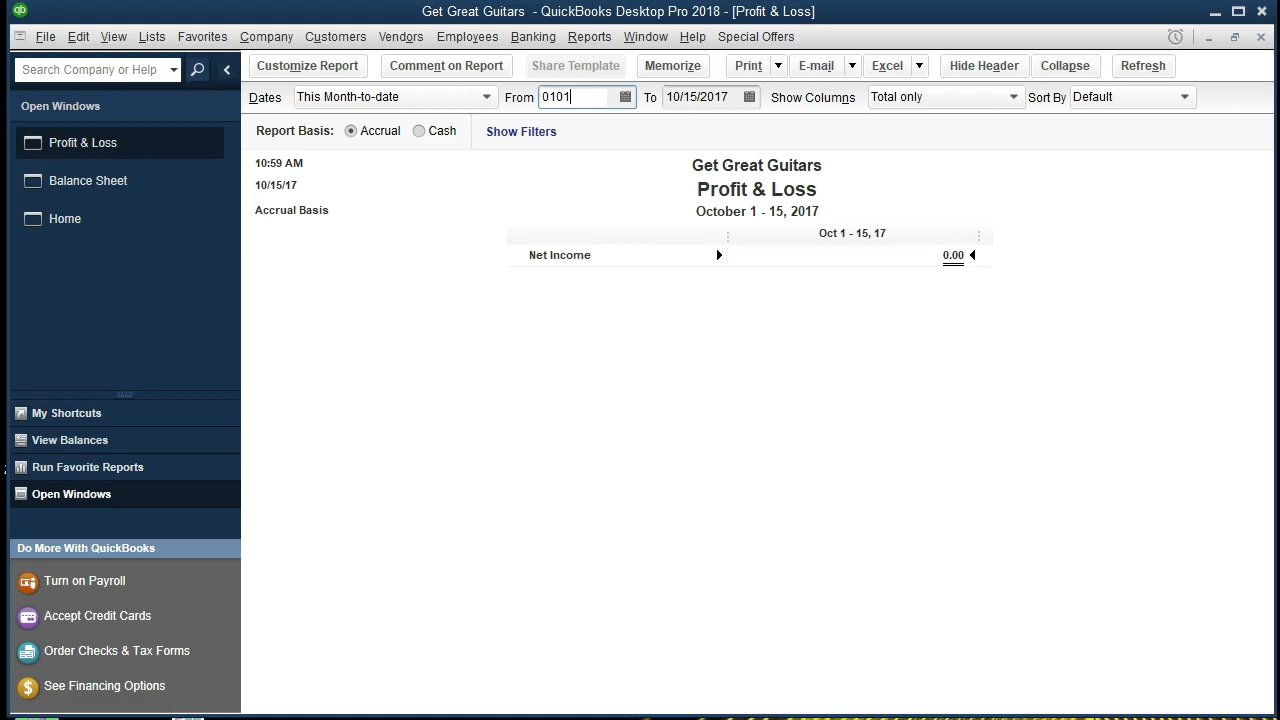 qb
Get Great Guitars - QuickBooks Desktop Pro 2018 - [Profit & Loss]
File Edit View Lists Favorites Company Customers Vendors Employees Banking Reports Window Help Special Offers
Search Company or Help
Customize Report Comment on Report Share Template Memorize Print E-mail Excel Hide Header Collapse Refresh
Dates This Month-to-date From 0101 To 10/15/2017 Show Columns Total only Sort By Default
Report Basis: Accrual Cash Show Filters
Open Windows
Profit & Loss
Balance Sheet
Home
10:59 AM
10/15/17
Accrual Basis
Get Great Guitars
Profit & Loss
October 1 - 15, 2017
Oct 1 - 15, 17
Net Income 0.00
My Shortcuts
View Balances
Run Favorite Reports
Open Windows
Do More With QuickBooks
Turn on Payroll
Accept Credit Cards
Order Checks & Tax Forms
$ See Financing Options